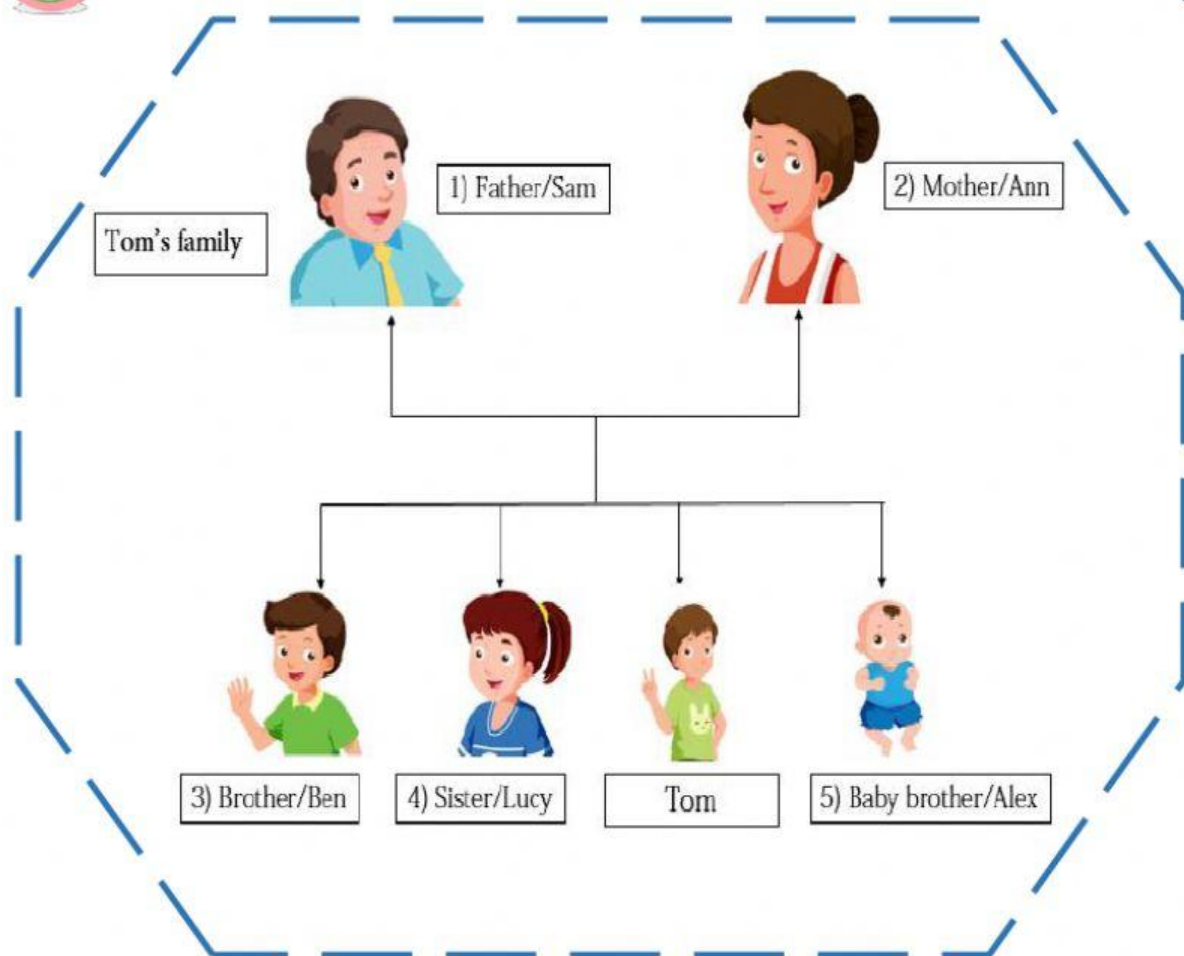 1) Father/Sam
2) Mother/Ann
Tom's family
3) Brother/Ben
4) Sister/Lucy
Tom
5) Baby brother/Alex